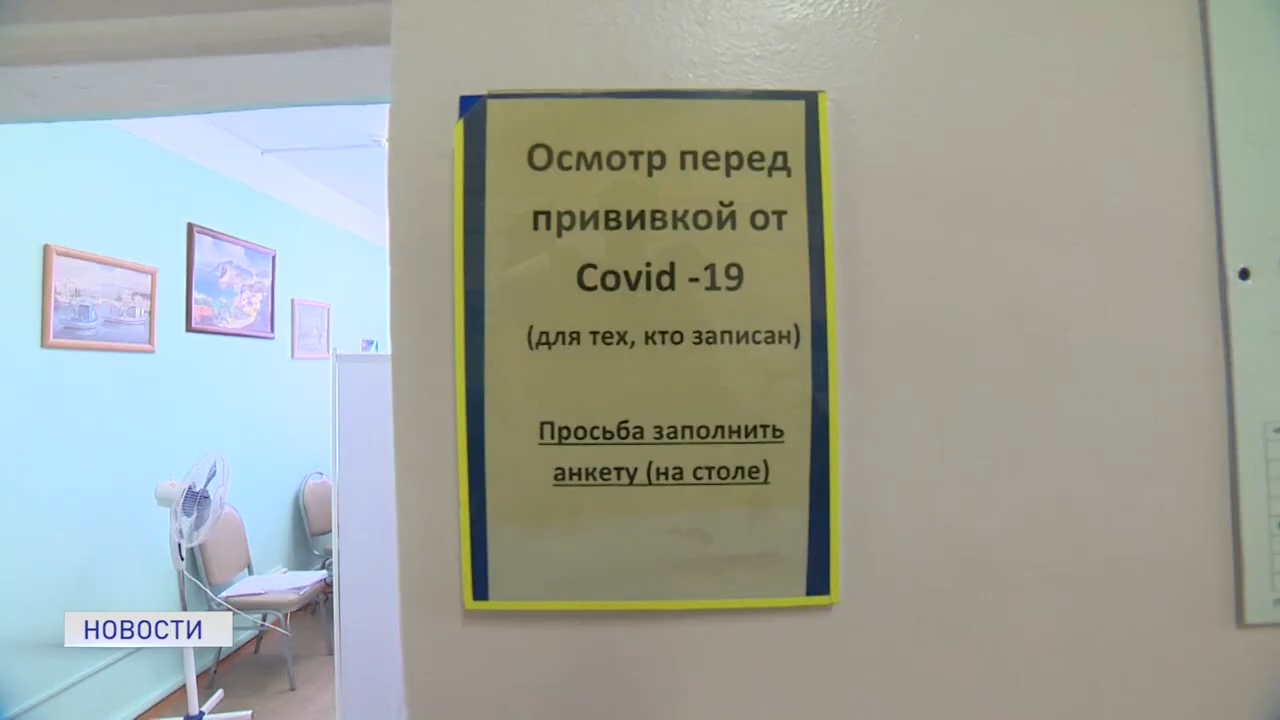 Осмотр перед
прививкой от
Covid -19
(для тех, кто записан)
Просьба заполнить
анкету (на столе)
НОВОСТИ